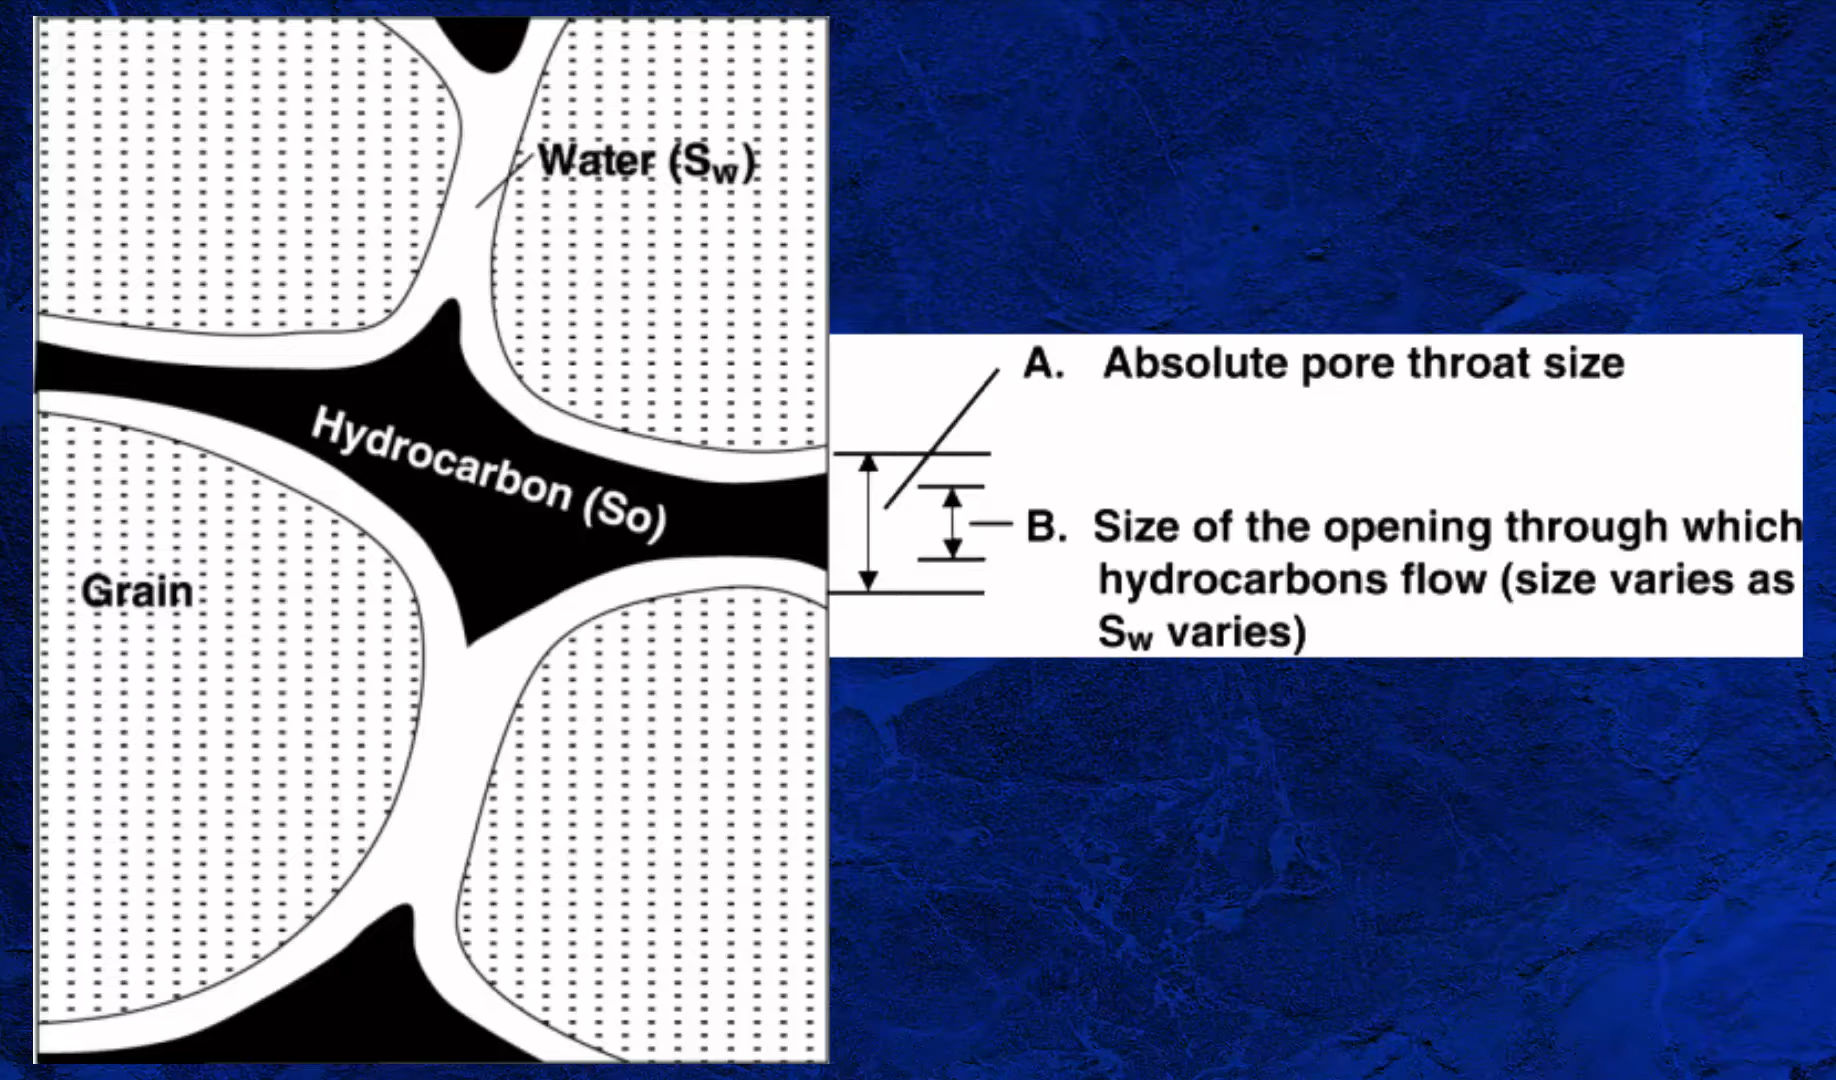 Water (Sw)
A. Absolute pore throat size
Hydrocarbon (So)
B. Size of the opening through which
hydrocarbons flow (size varies as
Sw varies)
Grain